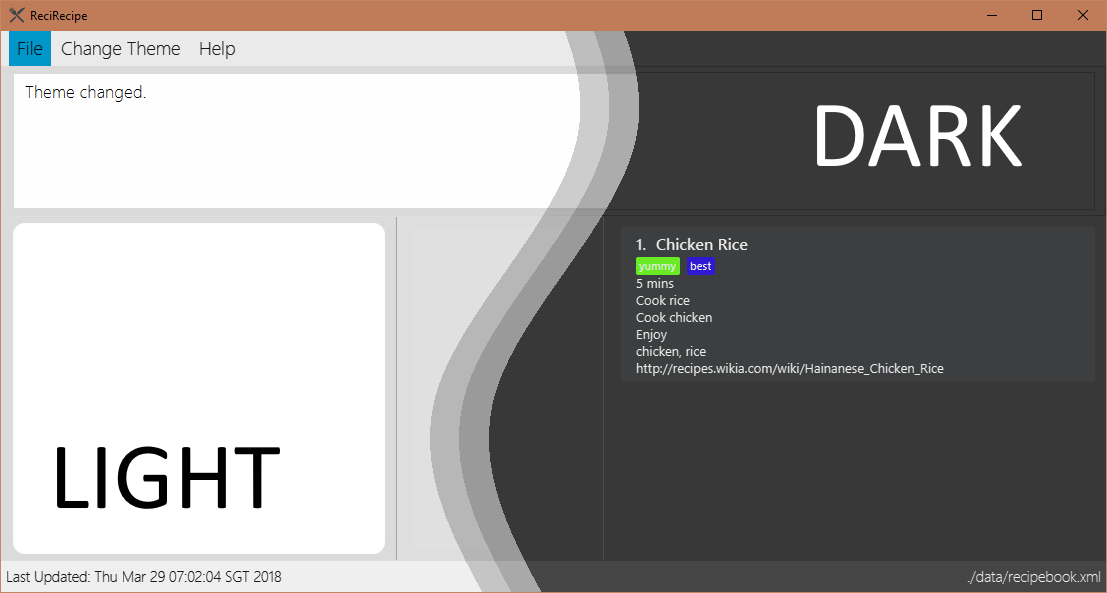 ReciRecipe
File Change Theme Help
Theme changed.
DARK
1. Chicken Rice
yummy best
5 mins
Cook rice
Cook chicken
Enjoy
chicken, rice
http://recipes.wikia.com/wiki/Hainanese_Chicken_Rice
LIGHT
Last Updated: Thu Mar 29 07:02:04 SGT 2018
./data/recipebook.xml